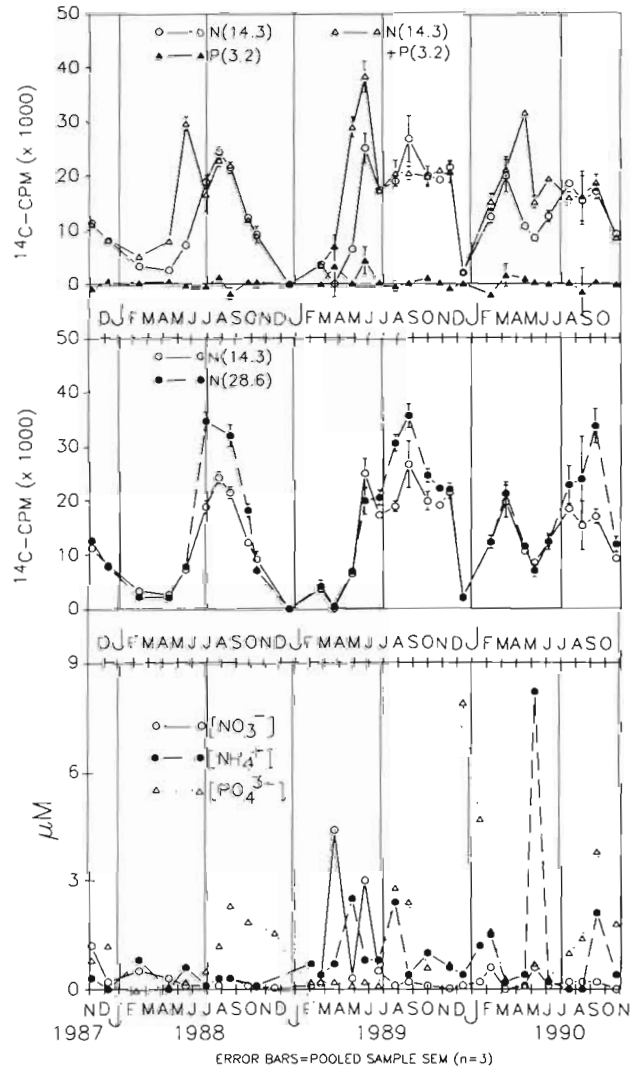 50
40
30
20
10
0
¹⁴C–CPM (x 1000)
N(14.3)
P(3.2)
N(14.3)
+P(3.2)
D J F M A M J J A S O N D J F M A M J J A S O N D J F M A M J J A S O
50
40
30
20
10
0
¹⁴C–CPM (x 1000)
N(14.3)
N(28.6)
D J F M A M J J A S O N D J F M A M J J A S O N D J F M A M J J A S O
9
6
3
0
μM
[NO₃⁻]
[NH₄⁺]
[PO₄³⁻]
N D J F M A M J J A S O N D J F M A M J J A S O N D J F M A M J J A S O N
1987 1988 1989 1990
ERROR BARS=POOLED SAMPLE SEM (n=3)